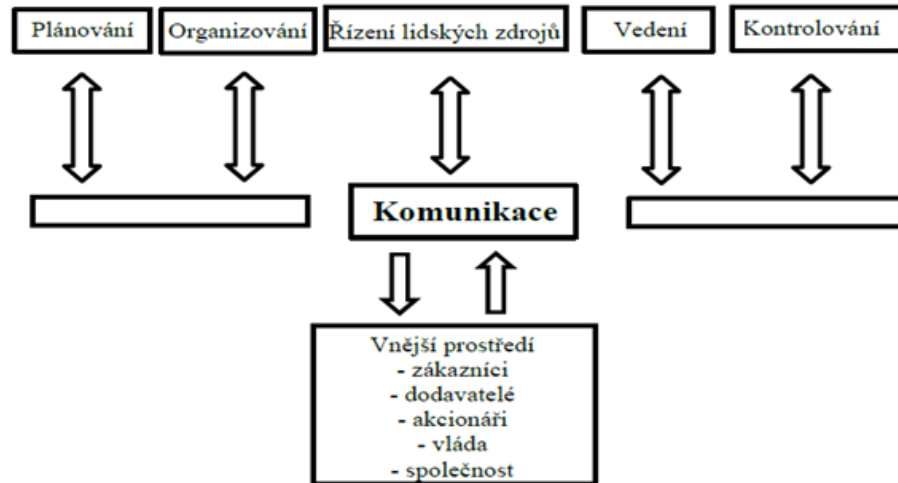 Plánování
Organizování
Řízení lidských zdrojů
Vedení
Kontrolování
Komunikace
Vnější prostředí
- zákazníci
- dodavatelé
- akcionáři
- vláda
- společnost